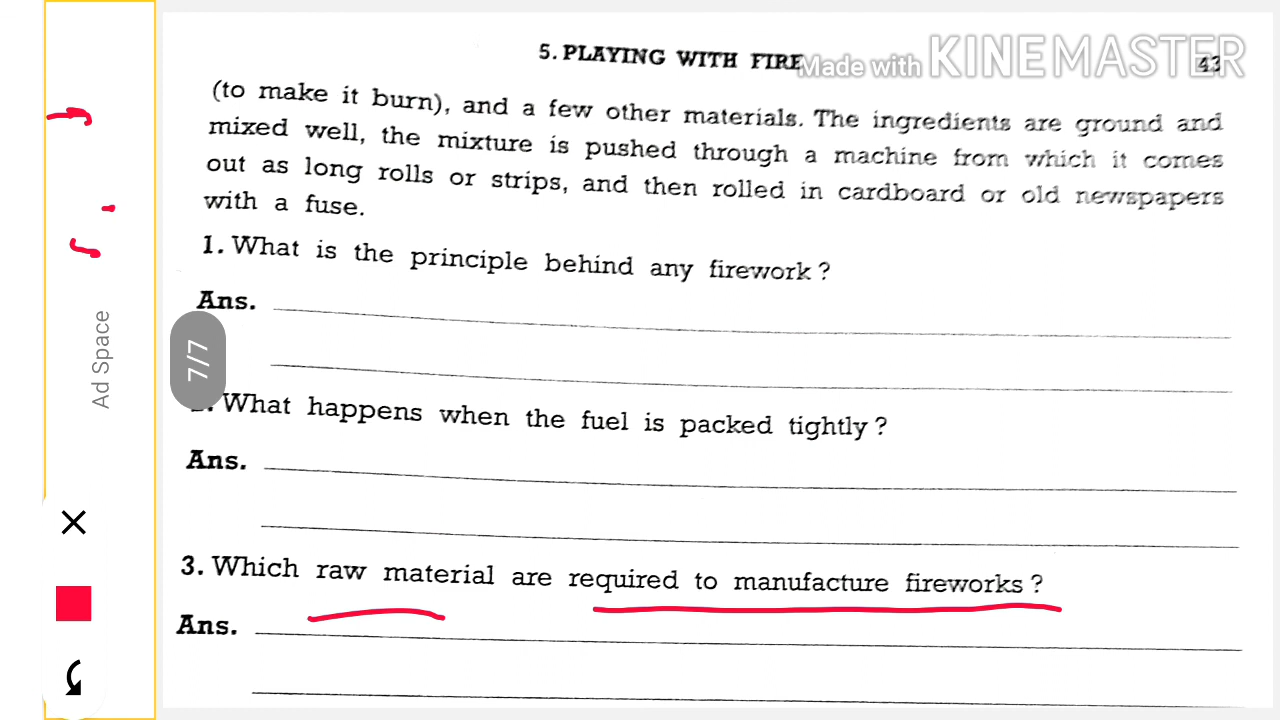 5. PLAYING WITH FIRE
Made with KINEMASTER
43
(to make it burn), and a few other materials. The ingredients are ground and
mixed well, the mixture is pushed through a machine from which it comes
out as long rolls or strips, and then rolled in cardboard or old newspapers
with a fuse.
1. What is the principle behind any firework ?
Ans.
7/7
What happens when the fuel is packed tightly ?
Ans.
3. Which raw material are required to manufacture fireworks ?
Ans.
Ad Space